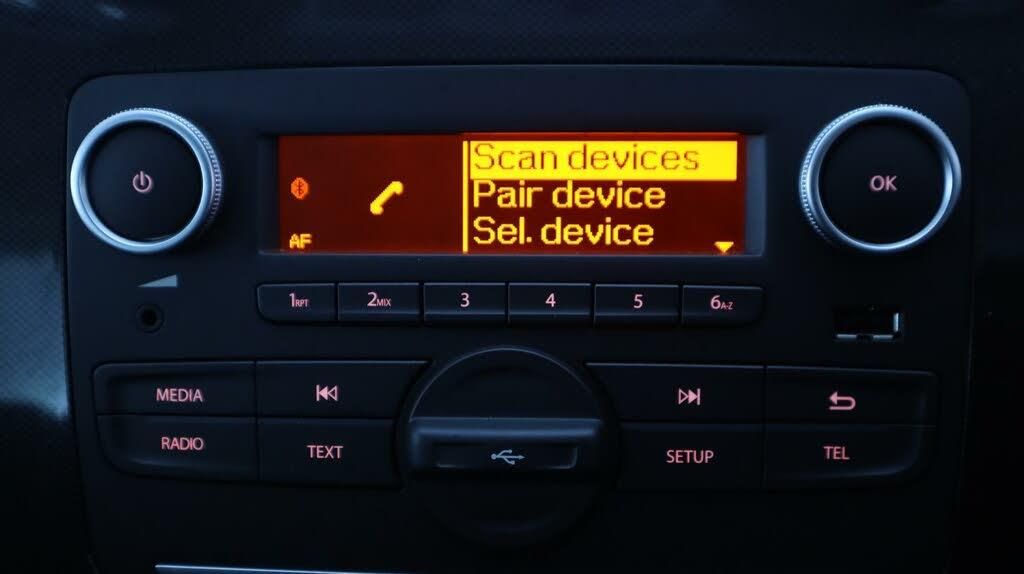 Scan devices
Pair device
Sel. device
AF
OK
1RPT 2MIX 3 4 5 6A-Z
MEDIA
RADIO TEXT SETUP TEL